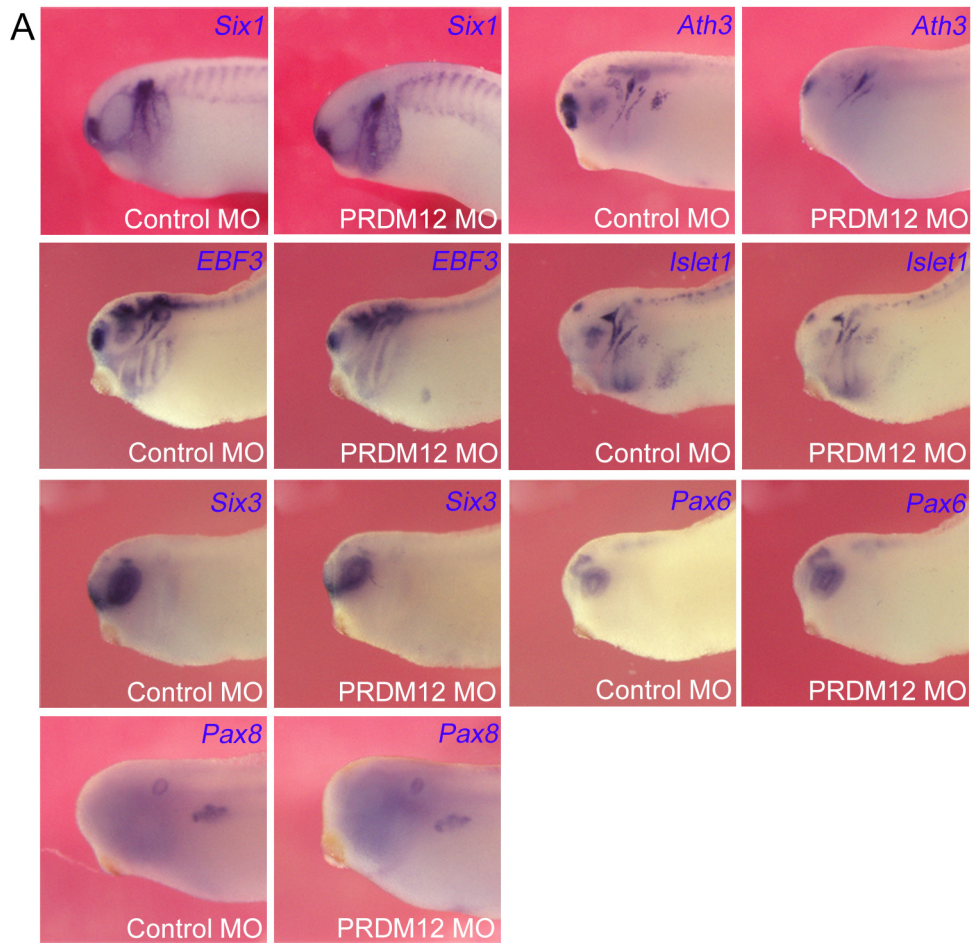 A
Six1 Six1 Ath3 Ath3
Control MO PRDM12 MO Control MO PRDM12 MO
EBF3 EBF3 Islet1 Islet1
Control MO PRDM12 MO Control MO PRDM12 MO
Six3 Six3 Pax6 Pax6
Control MO PRDM12 MO Control MO PRDM12 MO
Pax8 Pax8
Control MO PRDM12 MO